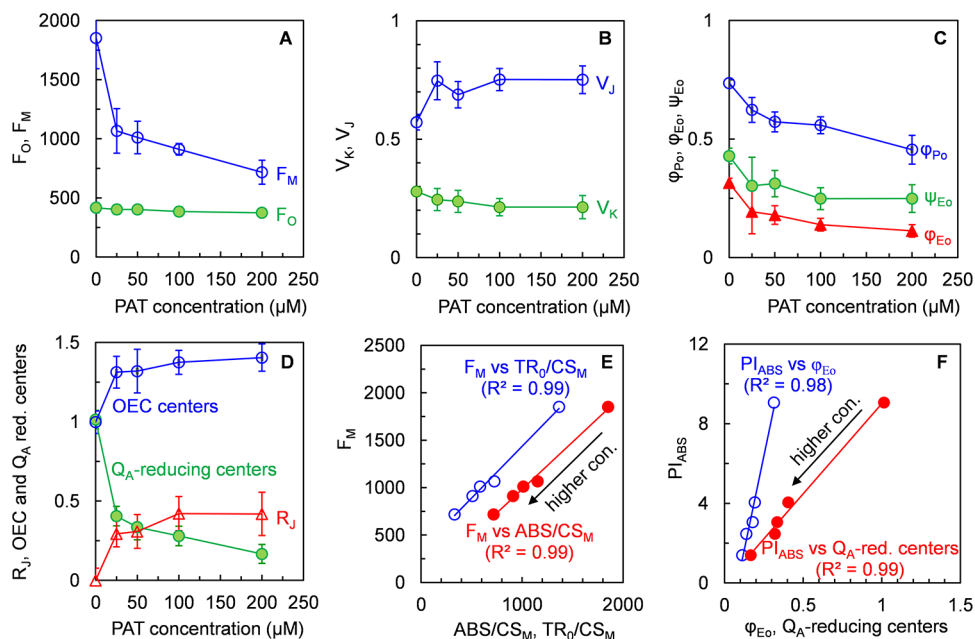 2000
1500
1000
500
0
F_O, F_M
A
F_M
F_O
0 50 100 150 200 250
PAT concentration (µM)
1
0.5
0
V_K, V_J
B
V_J
V_K
0 50 100 150 200 250
PAT concentration (µM)
1
0.5
0
φ_Po, φ_Eo, ψ_Eo
C
φ_Po
ψ_Eo
φ_Eo
0 50 100 150 200 250
PAT concentration (µM)
1.5
1
0.5
0
R_J, OEC and Q_A red. centers
D
OEC centers
Q_A-reducing centers
R_J
0 50 100 150 200 250
PAT concentration (µM)
2500
2000
1500
1000
500
0
F_M
E
F_M vs TR_0/CS_M
(R² = 0.99)
higher con.
F_M vs ABS/CS_M
(R² = 0.99)
0 1000 2000
ABS/CS_M, TR_0/CS_M
12
8
4
0
PI_ABS
F
PI_ABS vs φ_Eo
(R² = 0.98)
higher con.
PI_ABS vs Q_A-red. centers
(R² = 0.99)
0 0.5 1 1.5
φ_Eo, Q_A-reducing centers